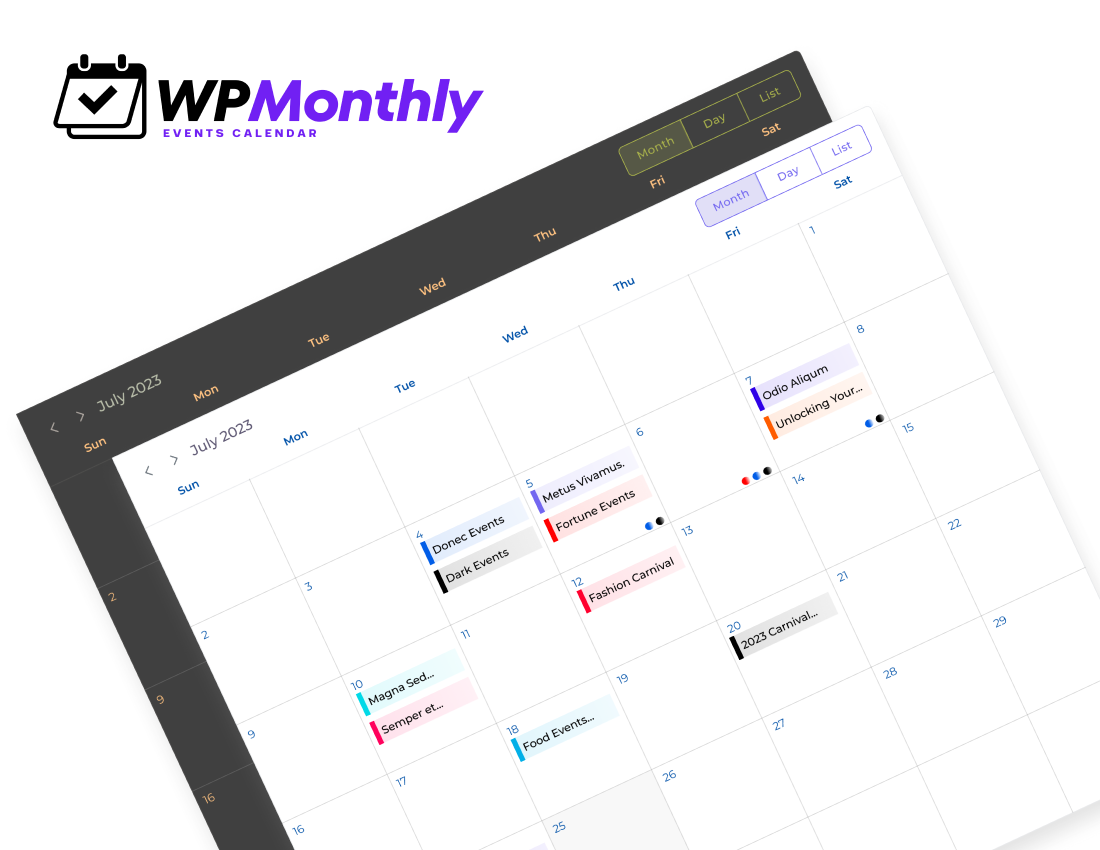 WPMonthly
EVENTS CALENDAR
Month Day List
July 2023
Sun Mon Tue Wed Thu Fri Sat
2
9
16
Month Day List
July 2023
Sun Mon Tue Wed Thu Fri Sat
1
2 3 4 5 6 7 8
Donec Events
Dark Events
Metus Vivamus.
Fortune Events
Odio Aliqum
Unlocking Your...
9 10 11 12 13 14 15
Magna Sed...
Semper et...
Fashion Carnival
16 17 18 19 20 21 22
Food Events...
2023 Carnival...
25 26 27 28 29